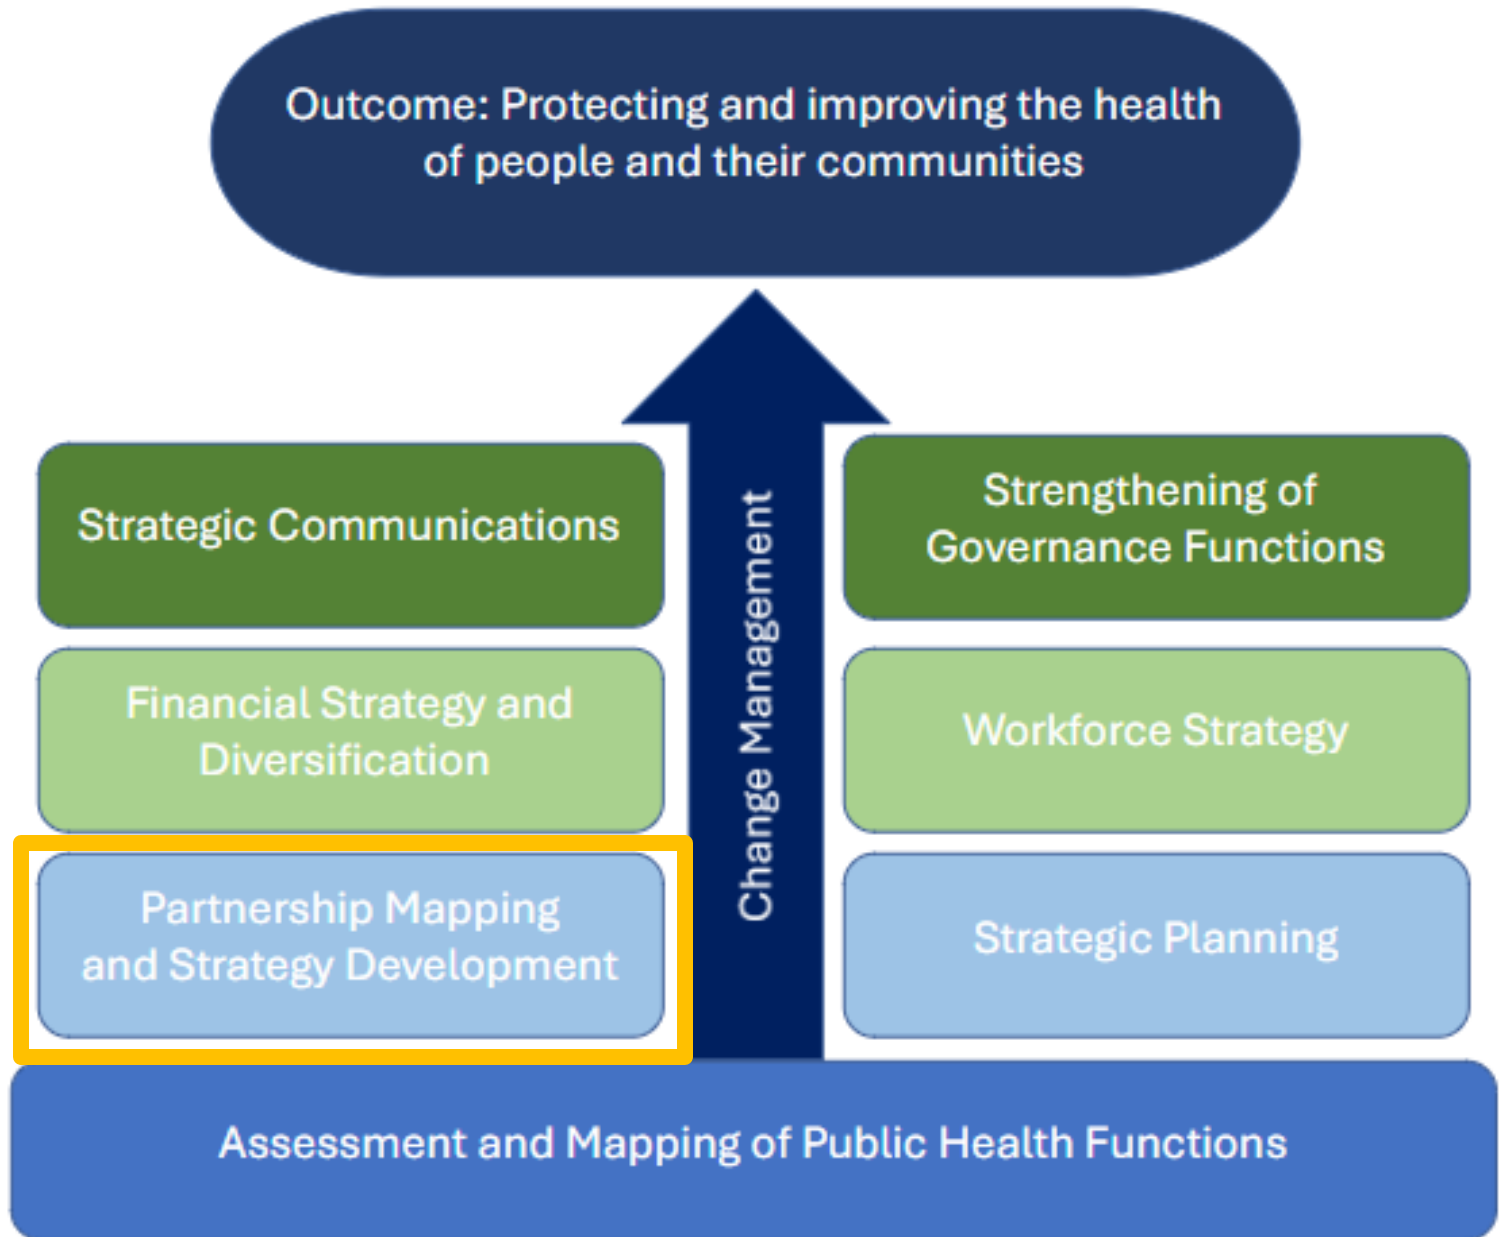 Outcome: Protecting and improving the health
of people and their communities
Strategic Communications
Strengthening of
Governance Functions
Change Management
Financial Strategy and
Diversification
Workforce Strategy
Partnership Mapping
and Strategy Development
Strategic Planning
Assessment and Mapping of Public Health Functions